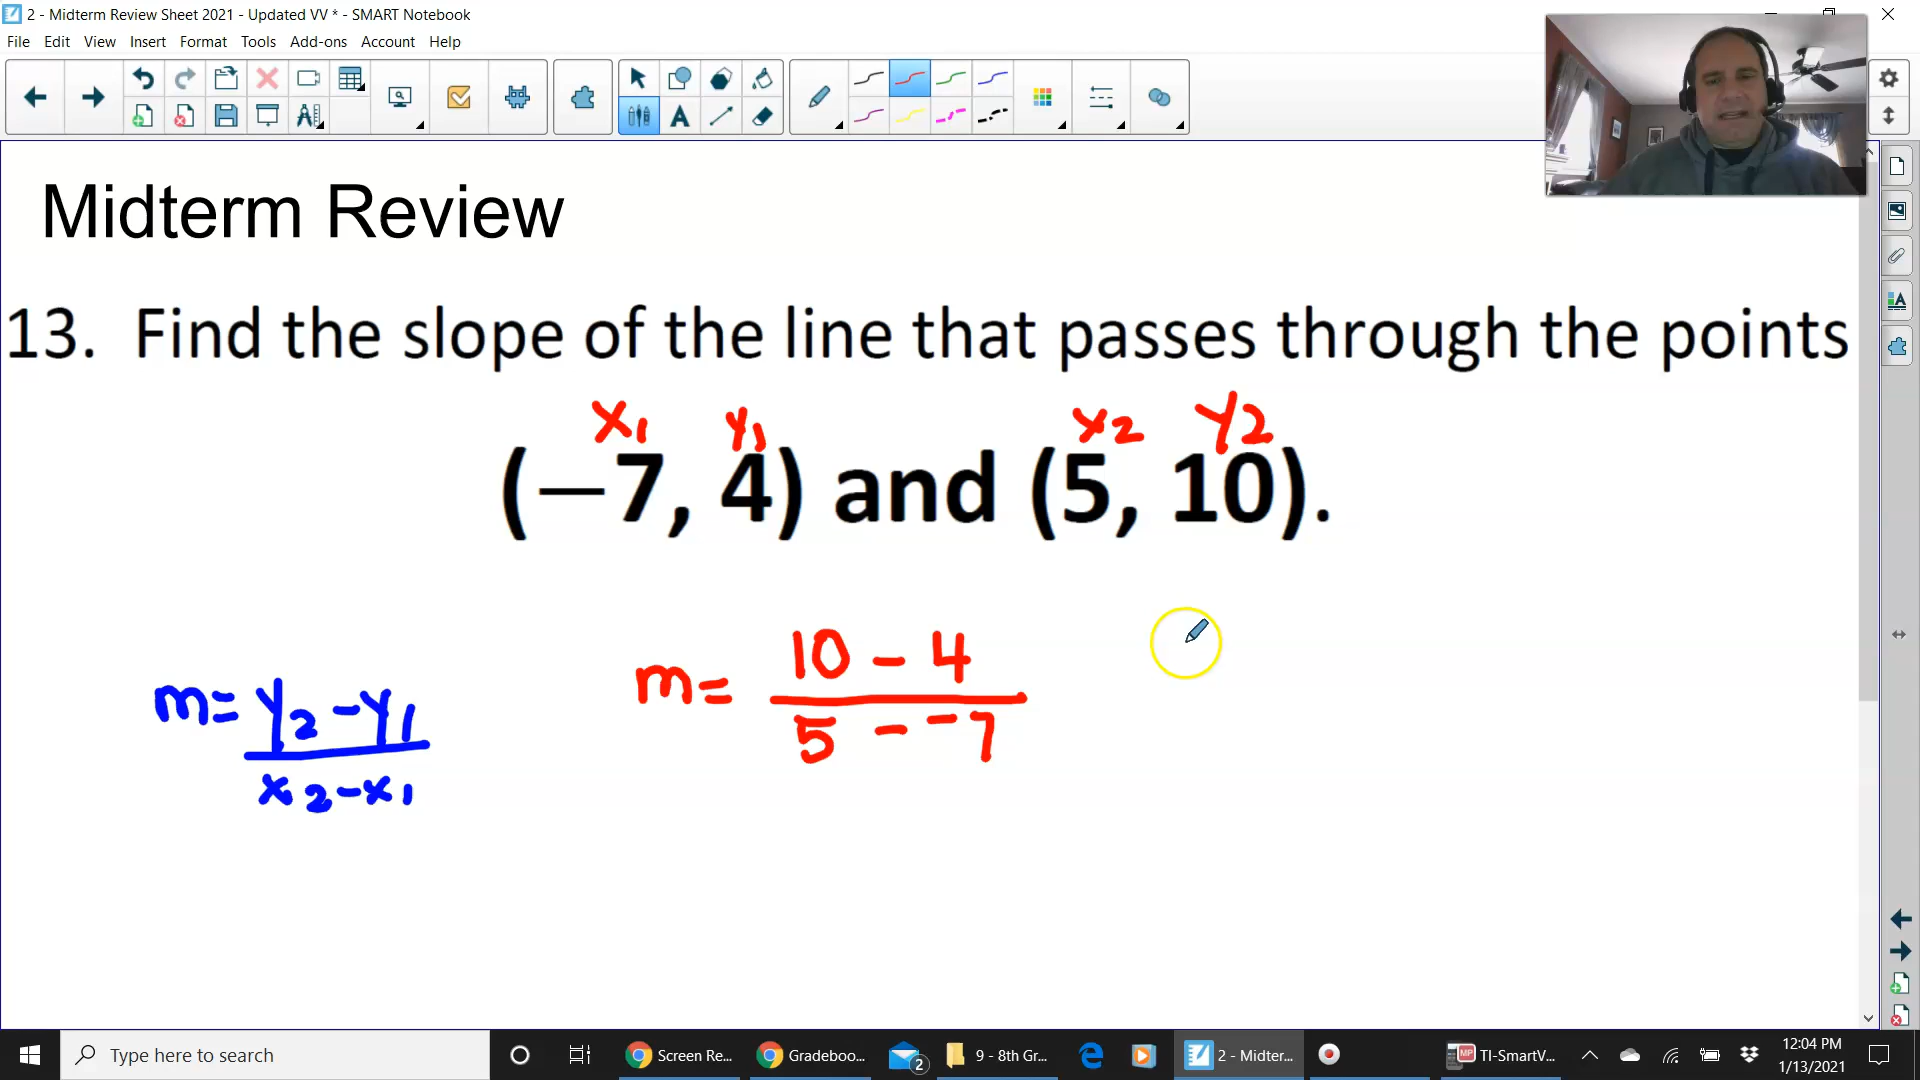 2 - Midterm Review Sheet 2021 - Updated VV * - SMART Notebook
File Edit View Insert Format Tools Add-ons Account Help
Midterm Review
13. Find the slope of the line that passes through the points
x1 y1 x2 y2
(−7, 4) and (5, 10).
m= y2 - y1
x2 - x1
m= 10 - 4
5 - -7
Type here to search
Screen Re...
Gradeboo...
2
9 - 8th Gr...
2 - Midter...
MP
TI-SmartV...
12:04 PM
1/13/2021